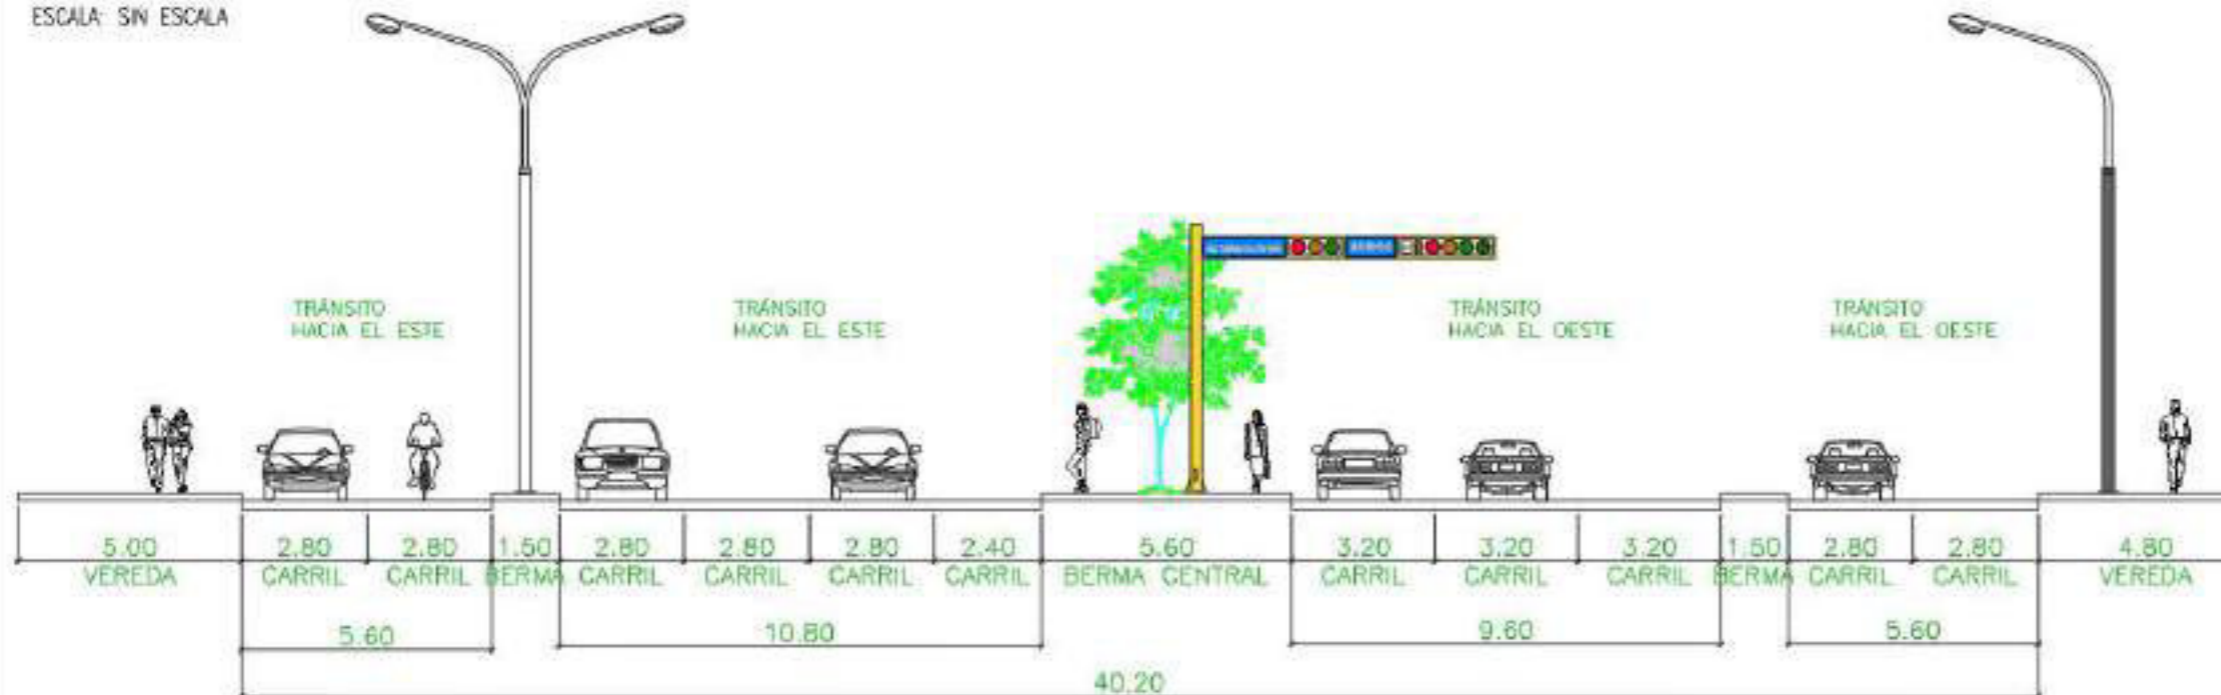 ESCALA: SIN ESCALA
TRÁNSITO
HACIA EL ESTE
TRÁNSITO
HACIA EL ESTE
TRÁNSITO
HACIA EL OESTE
TRÁNSITO
HACIA EL OESTE
5.00 2.80 2.80 1.50 2.80 2.80 2.80 2.40 5.60 3.20 3.20 3.20 1.50 2.80 2.80 4.80
VEREDA CARRIL CARRIL BERMA CARRIL CARRIL CARRIL CARRIL BERMA CENTRAL CARRIL CARRIL CARRIL BERMA CARRIL CARRIL VEREDA
5.60 10.80 9.60 5.60
40.20